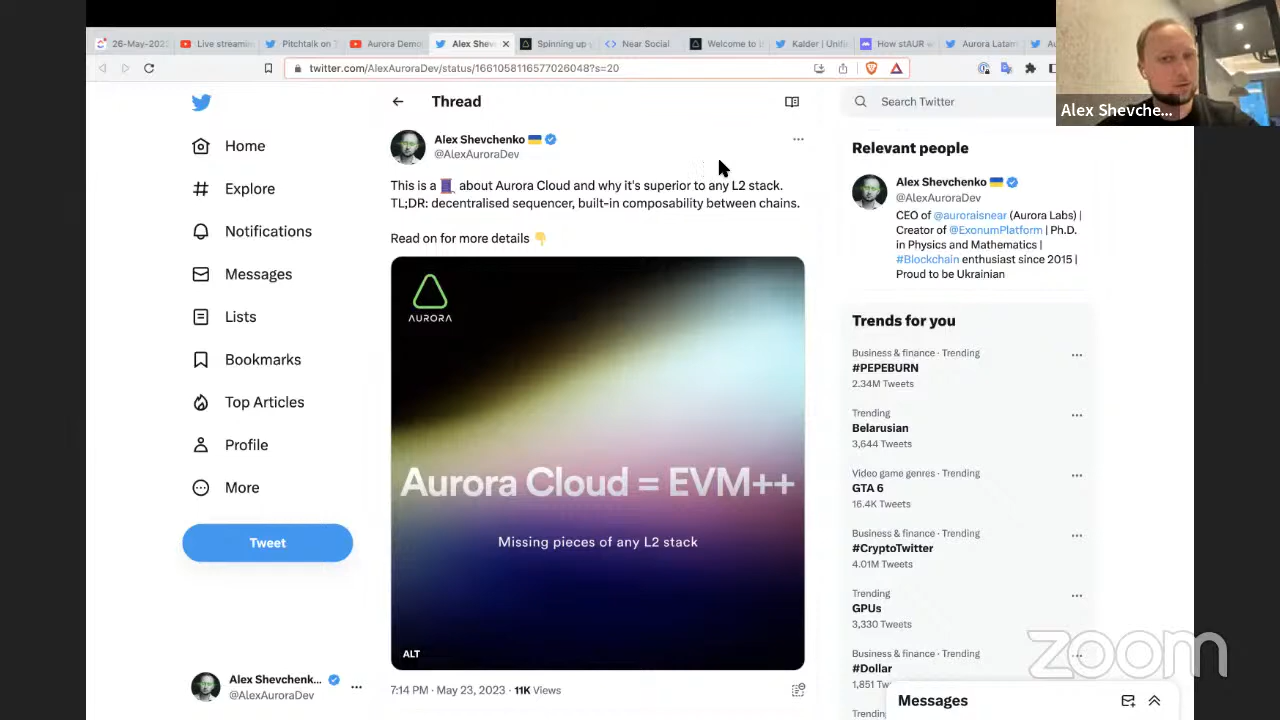 26-May-202
Live streamin
Pitchtalk on T
Aurora Demo
Alex Shev
Spinning up
Near Social
Welcome to
Kalder | Unifi
How stAUR
Aurora Latam
Au
twitter.com/AlexAuroraDev/status/1661058116577026048?s=20
Alex Shevche...
Home
Explore
Notifications
Messages
Lists
Bookmarks
Top Articles
Profile
More
Tweet
Alex Shevchenk...
@AlexAuroraDev
Thread
Alex Shevchenko
@AlexAuroraDev
This is a 🧵 about Aurora Cloud and why it's superior to any L2 stack.
TL;DR: decentralised sequencer, built-in composability between chains.
Read on for more details 👇
AURORA
Aurora Cloud = EVM++
Missing pieces of any L2 stack
ALT
7:14 PM · May 23, 2023 · 11K Views
Search Twitter
Relevant people
Alex Shevchenko
@AlexAuroraDev
CEO of @auroraisnear (Aurora Labs) |
Creator of @ExonumPlatform | Ph.D.
in Physics and Mathematics |
#Blockchain enthusiast since 2015 |
Proud to be Ukrainian
Trends for you
Business & finance · Trending
#PEPEBURN
2.34M Tweets
Trending
Belarusian
3,644 Tweets
Video game genres · Trending
GTA 6
16.4K Tweets
Business & finance · Trending
#CryptoTwitter
4.01M Tweets
Trending
GPUs
3,330 Tweets
Business & finance · Trending
#Dollar
1,851 Tw
Trendin
Messages
zoom